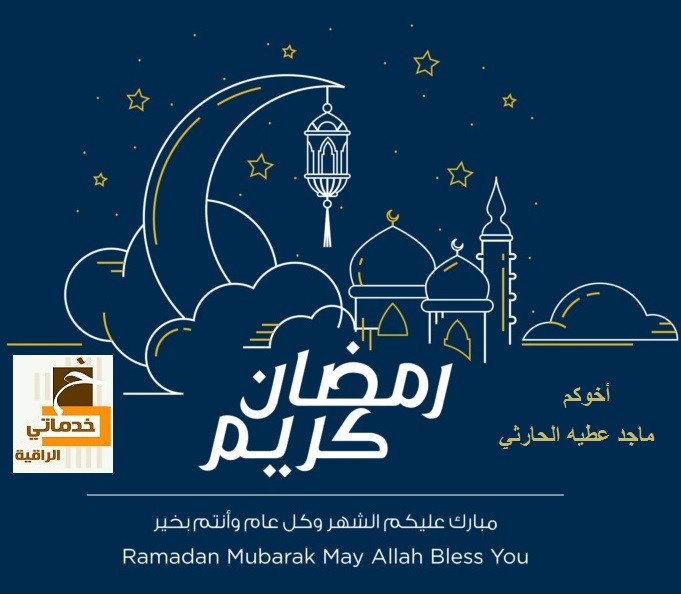 رمضان
كريم
أخوكم
ماجد عطيه الحارثي
خ
خدماتي
الراقية
مبارك عليكم الشهر وكل عام وأنتم بخير
Ramadan Mubarak May Allah Bless You